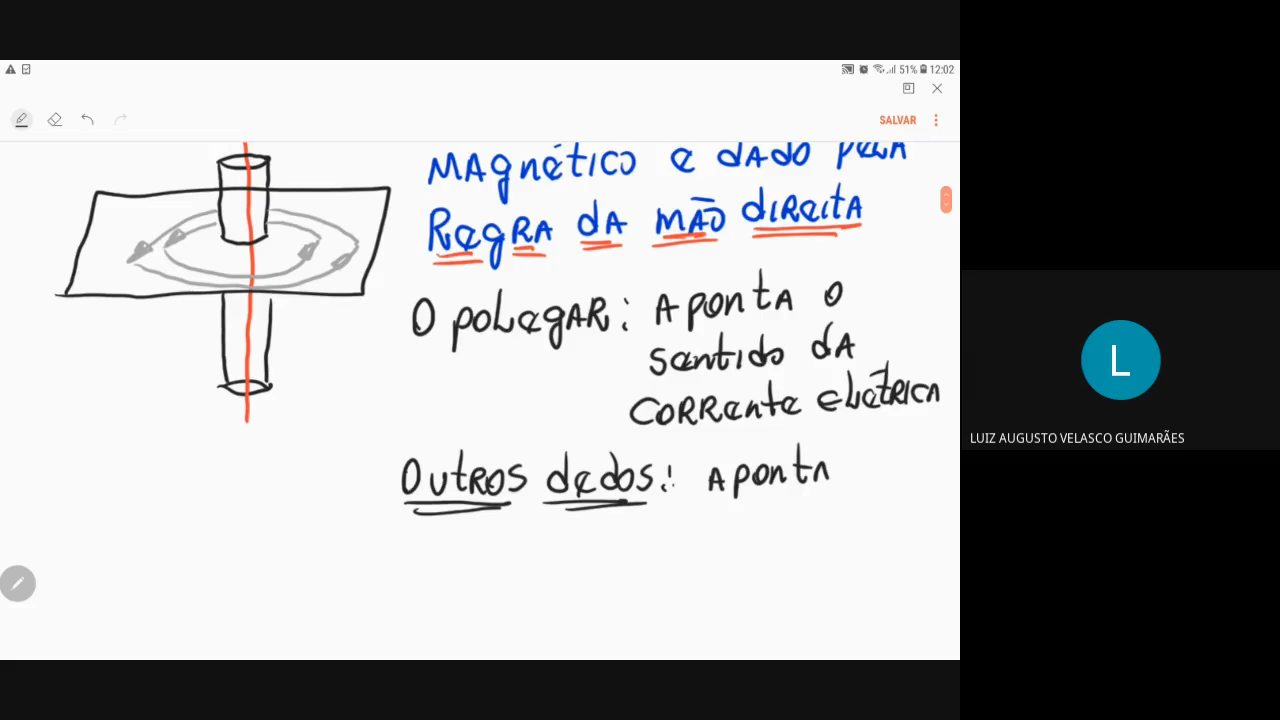 51% 12:02
SALVAR
MAGNÉTICO E DADO PELA
REGRA DA MÃO DIREITA
O POLEGAR: APONTA O
SENTIDO DA
CORRENTE ELÉTRICA
OUTROS DEDOS: APONTA
L
LUIZ AUGUSTO VELASCO GUIMARÃES